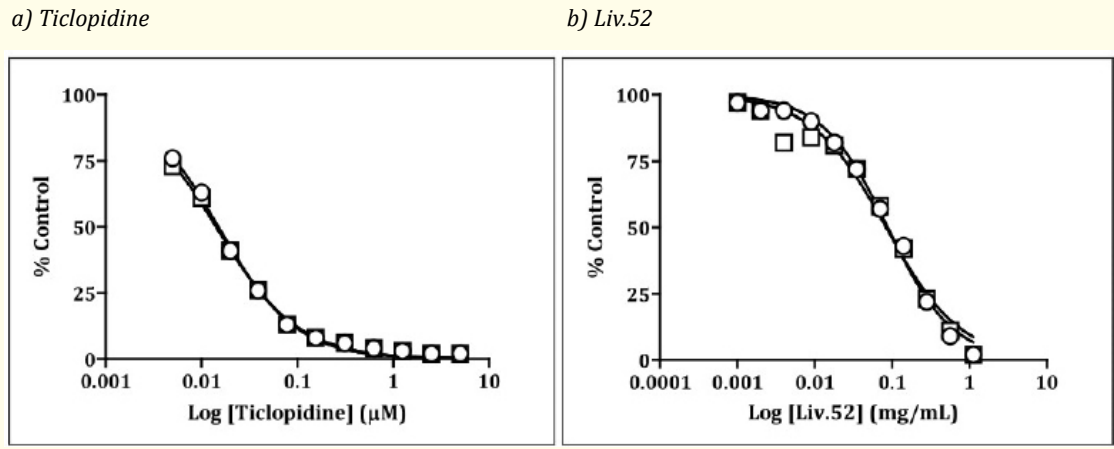 a) Ticlopidine
b) Liv.52
100
75
50
25
0
% Control
0.001 0.01 0.1 1 10
Log [Ticlopidine] (μM)
100
75
50
25
0
% Control
0.0001 0.001 0.01 0.1 1 10
Log [Liv.52] (mg/mL)